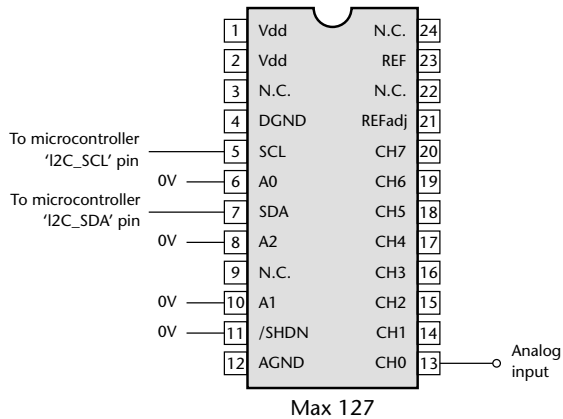 1 Vdd N.C. 24
2 Vdd REF 23
3 N.C. N.C. 22
4 DGND REFadj 21
To microcontroller
'I2C_SCL' pin
5 SCL CH7 20
0V 6 A0 CH6 19
To microcontroller
'I2C_SDA' pin
7 SDA CH5 18
0V 8 A2 CH4 17
9 N.C. CH3 16
0V 10 A1 CH2 15
0V 11 /SHDN CH1 14
12 AGND CH0 13
Analog
input
Max 127